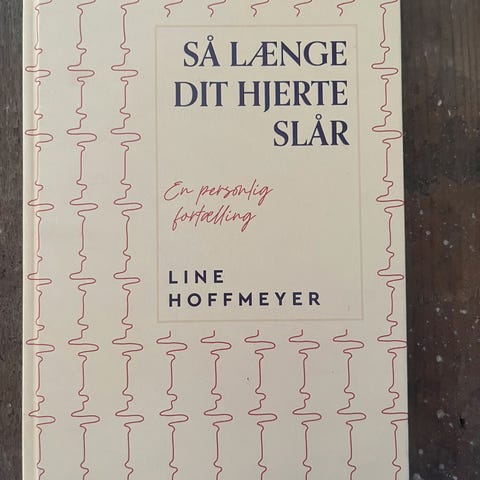 SÅ LÆNGE
DIT HJERTE
SLÅR
En personlig
fortælling
LINE
HOFFMEYER